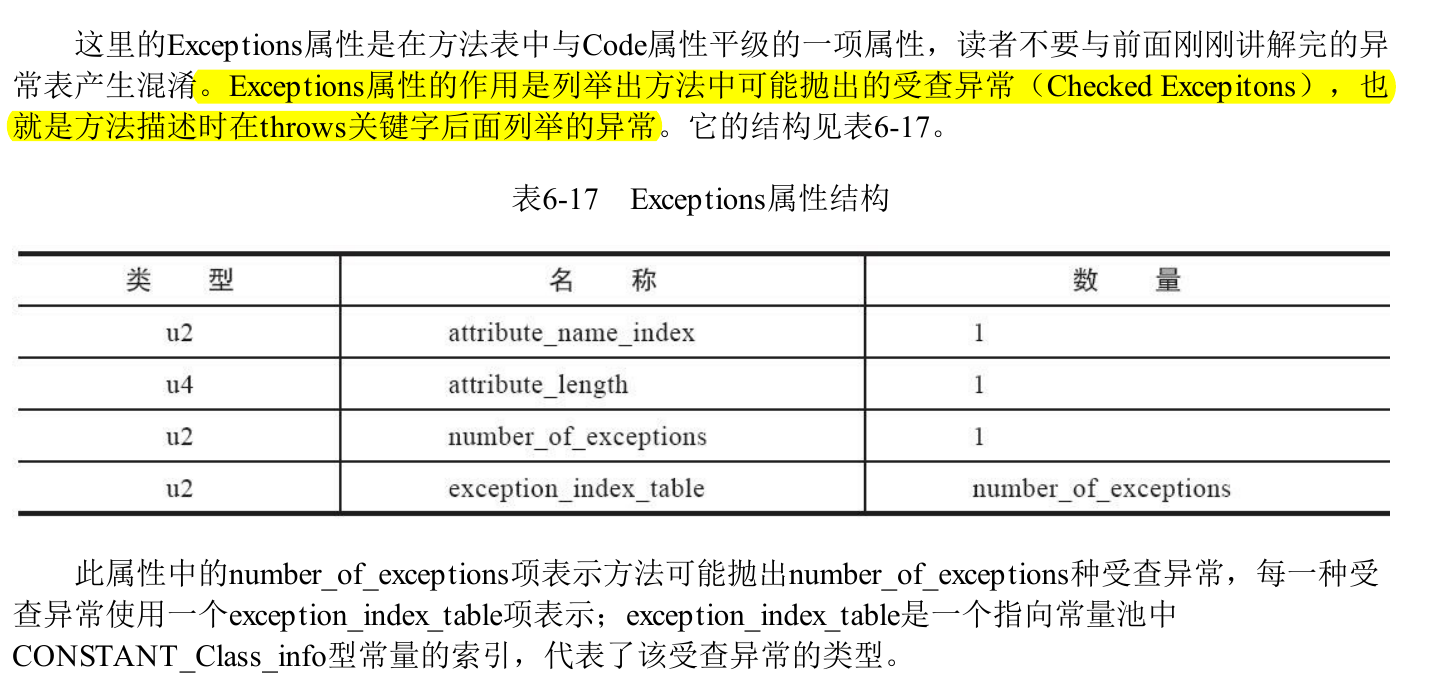 这里的Exceptions属性是在方法表中与Code属性平级的一项属性，读者不要与前面刚刚讲解完的异
常表产生混淆。Exceptions属性的作用是列举出方法中可能抛出的受查异常（Checked Excepitons），也
就是方法描述时在throws关键字后面列举的异常。它的结构见表6-17。
表6-17 Exceptions属性结构
类 型 名 称 数 量
u2 attribute_name_index 1
u4 attribute_length 1
u2 number_of_exceptions 1
u2 exception_index_table number_of_exceptions
此属性中的number_of_exceptions项表示方法可能抛出number_of_exceptions种受查异常，每一种受
查异常使用一个exception_index_table项表示；exception_index_table是一个指向常量池中
CONSTANT_Class_info型常量的索引，代表了该受查异常的类型。